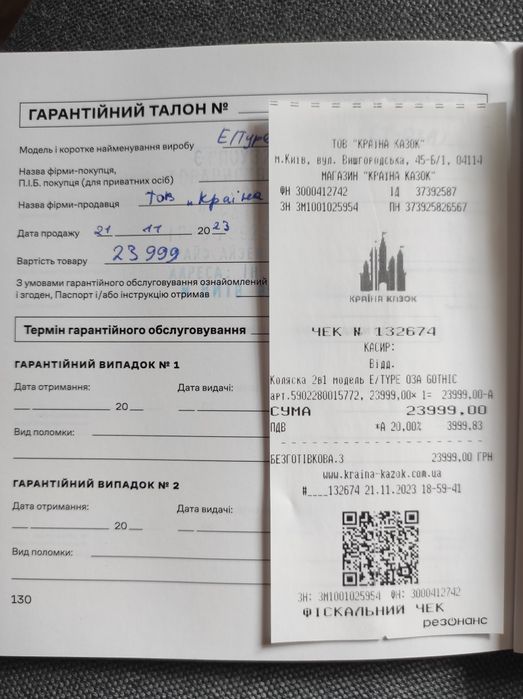 ГАРАНТІЙНИЙ ТАЛОН №
Модель і коротке найменування виробу
Назва фірми-покупця,
П.І.Б. покупця (для приватних осіб)
Назва фірми-продавця Тов "Країна
Дата продажу 21 11 2023
Вартість товару 23 999
З умовами гарантійного обслуговування ознайомлений
і згоден, Паспорт і/або інструкцію отримав
Термін гарантійного обслуговування
ГАРАНТІЙНИЙ ВИПАДОК № 1
Дата отримання: Дата видачі:
20
Вид поломки:
ГАРАНТІЙНИЙ ВИПАДОК № 2
Дата отримання: Дата видачі:
20
Вид поломки:
130
ТОВ "КРАЇНА КАЗОК"
м.Київ, вул. Вишгородська, 45-Б/1, 04114
МАГАЗИН "КРАЇНА КАЗОК"
ФН 3000412742 ІД 37392587
ЗН ЗМ1001025954 ПН 373925826567
КРАЇНА КАЗОК
ЧЕК № 132674
КАСИР:
Відд.
Коляска 2в1 модель E/TYPE 03A GOTHIC
арт.5902280015772, 23999,00× 1= 23999,00-А
СУМА 23999,00
ПДВ *А 20,00% 3999,83
БЕЗГОТІВКОВА.3 23999,00 ГРН
www.kraina-kazok.com.ua
#____132674 21.11.2023 18-59-41
ЗН: ЗМ1001025954 ФН: 3000412742
ФІСКАЛЬНИЙ ЧЕК
резонанс